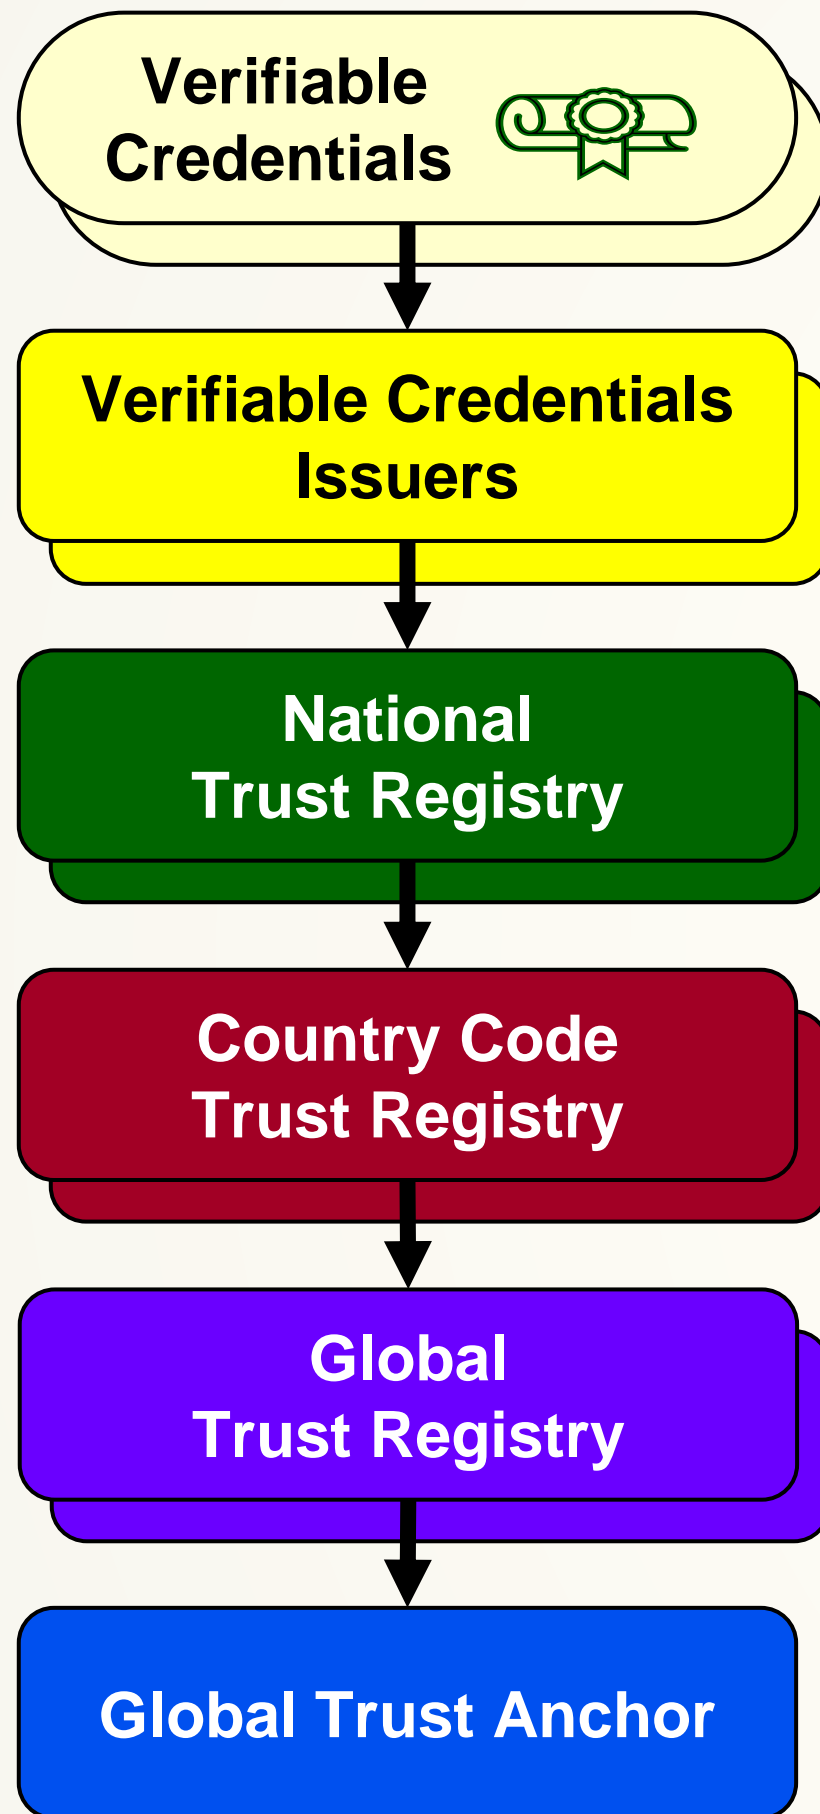 Verifiable
Credentials
Verifiable Credentials
Issuers
National
Trust Registry
Country Code
Trust Registry
Global
Trust Registry
Global Trust Anchor